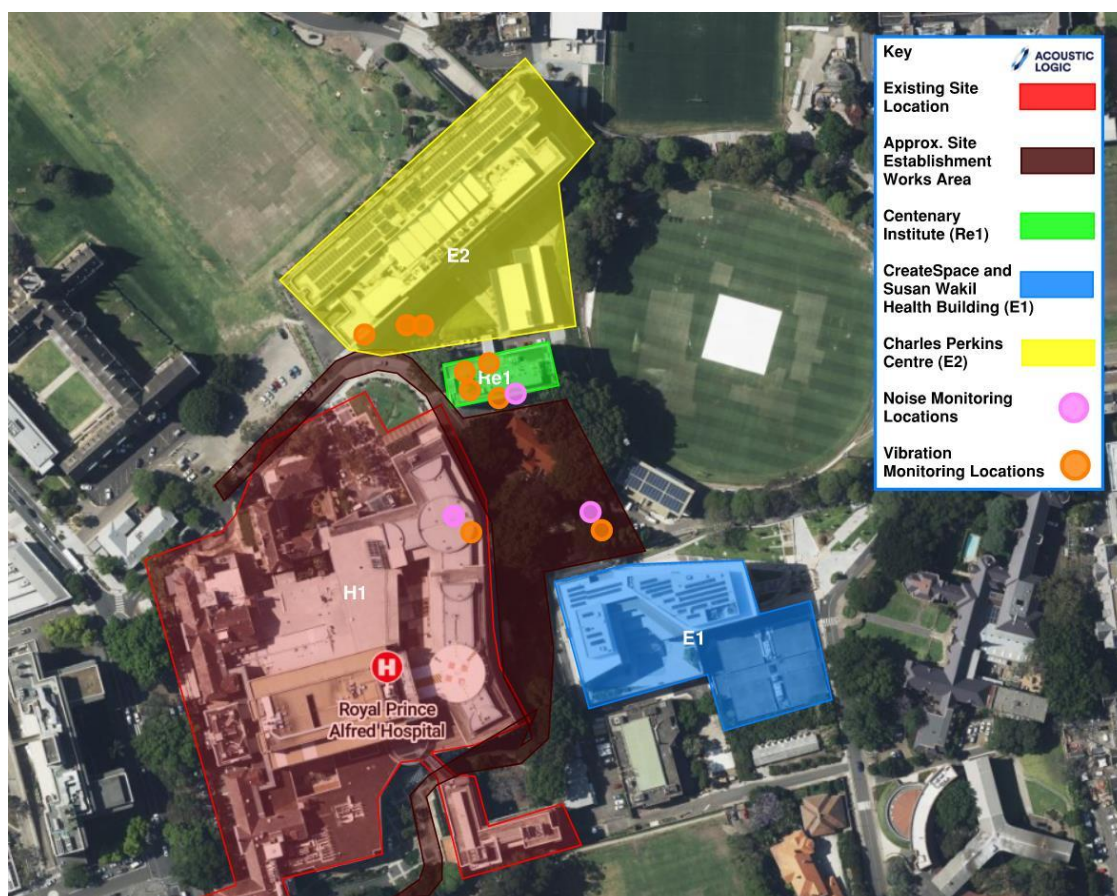 Key
ACOUSTIC
LOGIC
Existing Site
Location
Approx. Site
Establishment
Works Area
Centenary
Institute (Re1)
CreateSpace and
Susan Wakil
Health Building (E1)
Charles Perkins
Centre (E2)
Noise Monitoring
Locations
Vibration
Monitoring Locations
E2
Re1
H1
E1
H
Royal Prince
Alfred Hospital